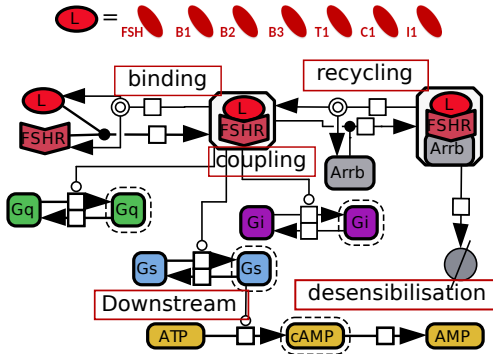 L =
FSH B1 B2 B3 T1 C1 I1
binding recycling
L L L
FSHR FSHR FSHR
Arrb
coupling Arrb
Gq Gq Gi Gi
Gs Gs
Downstream desensibilisation
ATP cAMP AMP